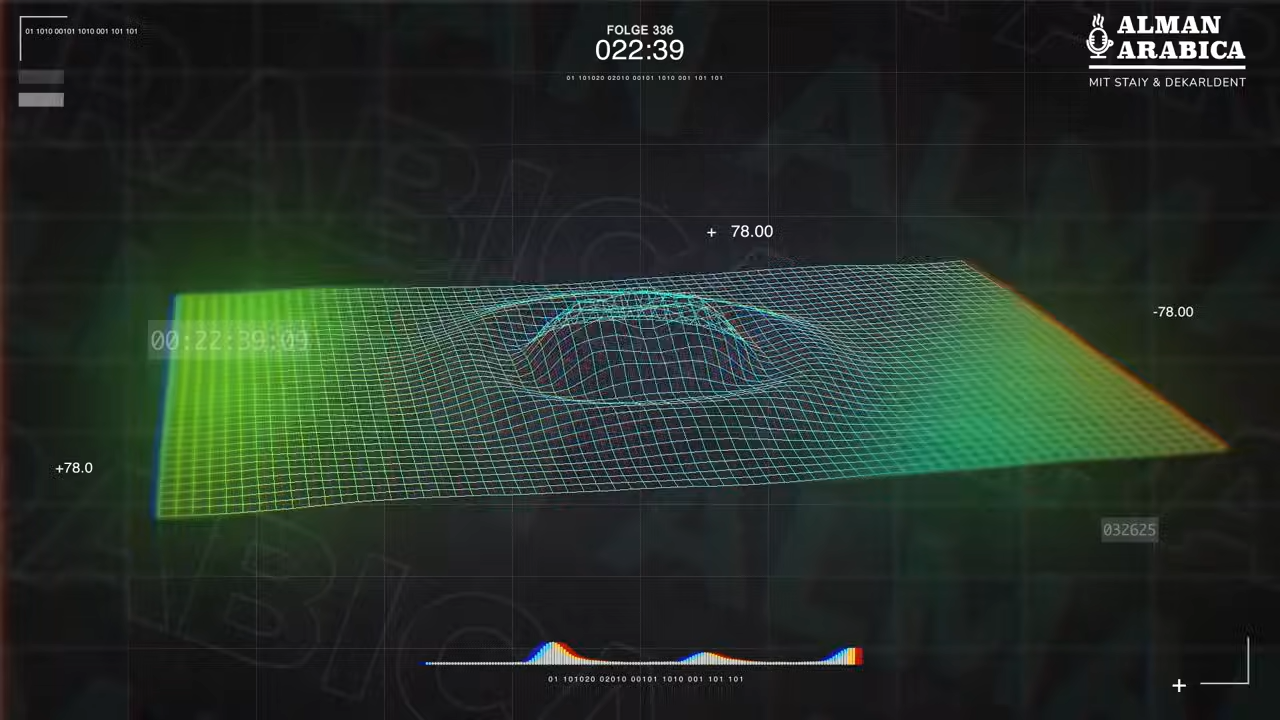 01 1010 00101 1010 001 101 101
FOLGE 336
022:39
01 101020 02010 00101 1010 001 101 101
ALMAN
ARABICA
MIT STAIY & DEKARLDENT
+ 78.00
-78.00
00:22:39:09
+78.0
032625
01 101020 02010 00101 1010 001 101 101
+